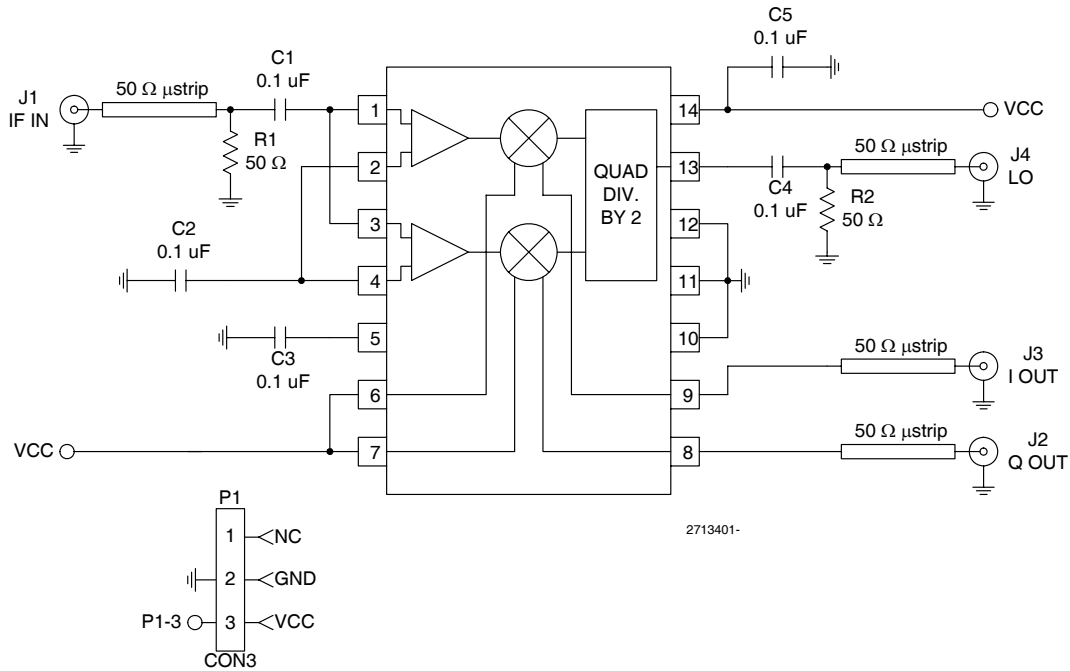 C5
0.1 uF
C1
0.1 uF
J1
IF IN
50 Ω µstrip
R1
50 Ω
1
14
VCC
2
QUAD
DIV.
BY 2
13
50 Ω µstrip
J4
LO
C4
0.1 uF
R2
50 Ω
3
12
C2
0.1 uF
4
11
5
10
C3
0.1 uF
50 Ω µstrip
J3
I OUT
6
9
50 Ω µstrip
J2
Q OUT
VCC
7
8
2713401-
P1
1
NC
2
GND
P1-3
3
VCC
CON3